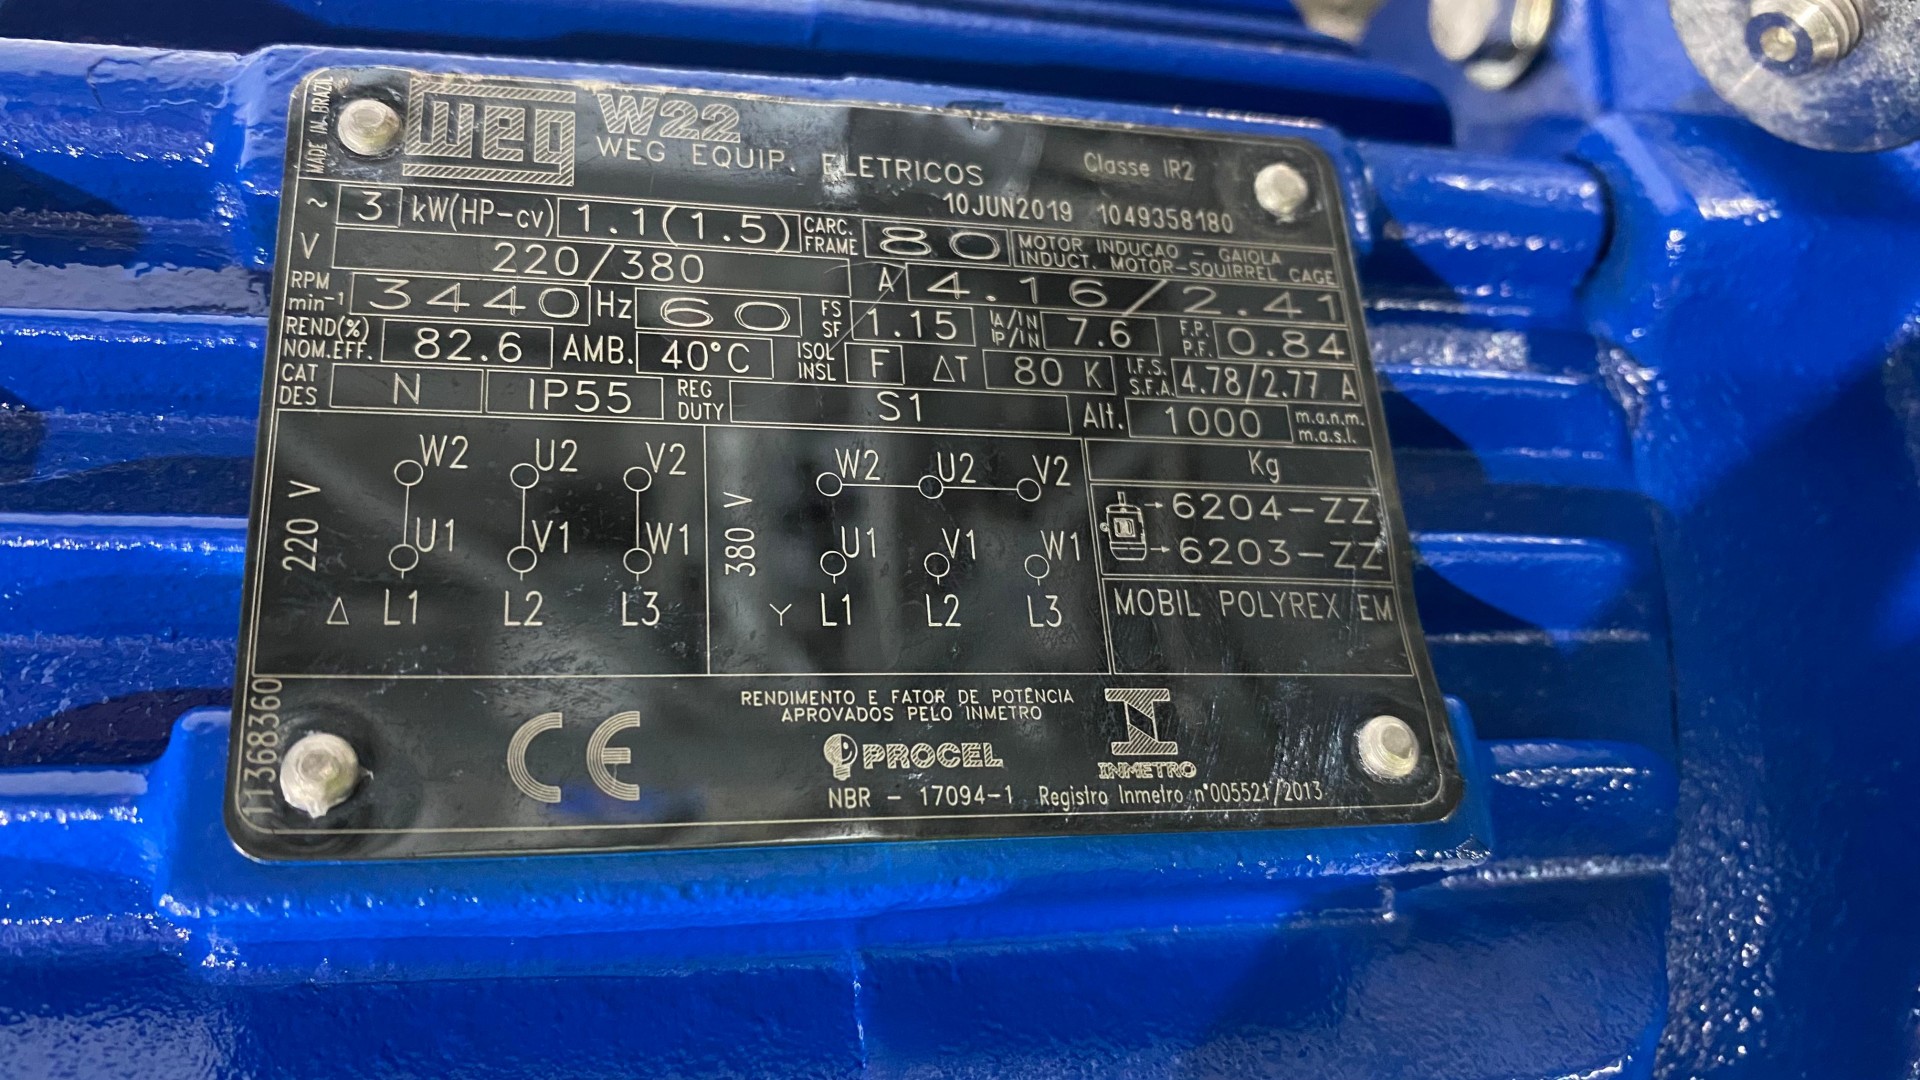 MADE IN BRAZIL
weg W22
WEG EQUIP. ELETRICOS
Classe IR2
10JUN2019 1049358180
~ 3 kW(HP-cv) 1.1(1.5) CARC. FRAME 80 MOTOR INDUCAO - GAIOLA
INDUCT. MOTOR-SQUIRREL CAGE
V 220/380 A 4.16/2.41
RPM min⁻¹ 3440 Hz 60 FS SF 1.15 IA/IN IP/IN 7.6 F.P. P.F. 0.84
REND(%) NOM.EFF. 82.6 AMB. 40°C ISOL INSL F ΔT 80 K I.F.S. S.F.A. 4.78/2.77 A
CAT DES N IP55 REG DUTY S1 Alt. 1000 m.a.n.m. m.a.s.l.
220 V
W2 U2 V2
U1 V1 W1
Δ L1 L2 L3
380 V
W2 U2 V2
U1 V1 W1
Y L1 L2 L3
Kg
→6204-ZZ
→6203-ZZ
MOBIL POLYREX EM
11368360
CE
RENDIMENTO E FATOR DE POTÊNCIA
APROVADOS PELO INMETRO
PROCEL
INMETRO
NBR - 17094-1 Registro Inmetro n°005521/2013